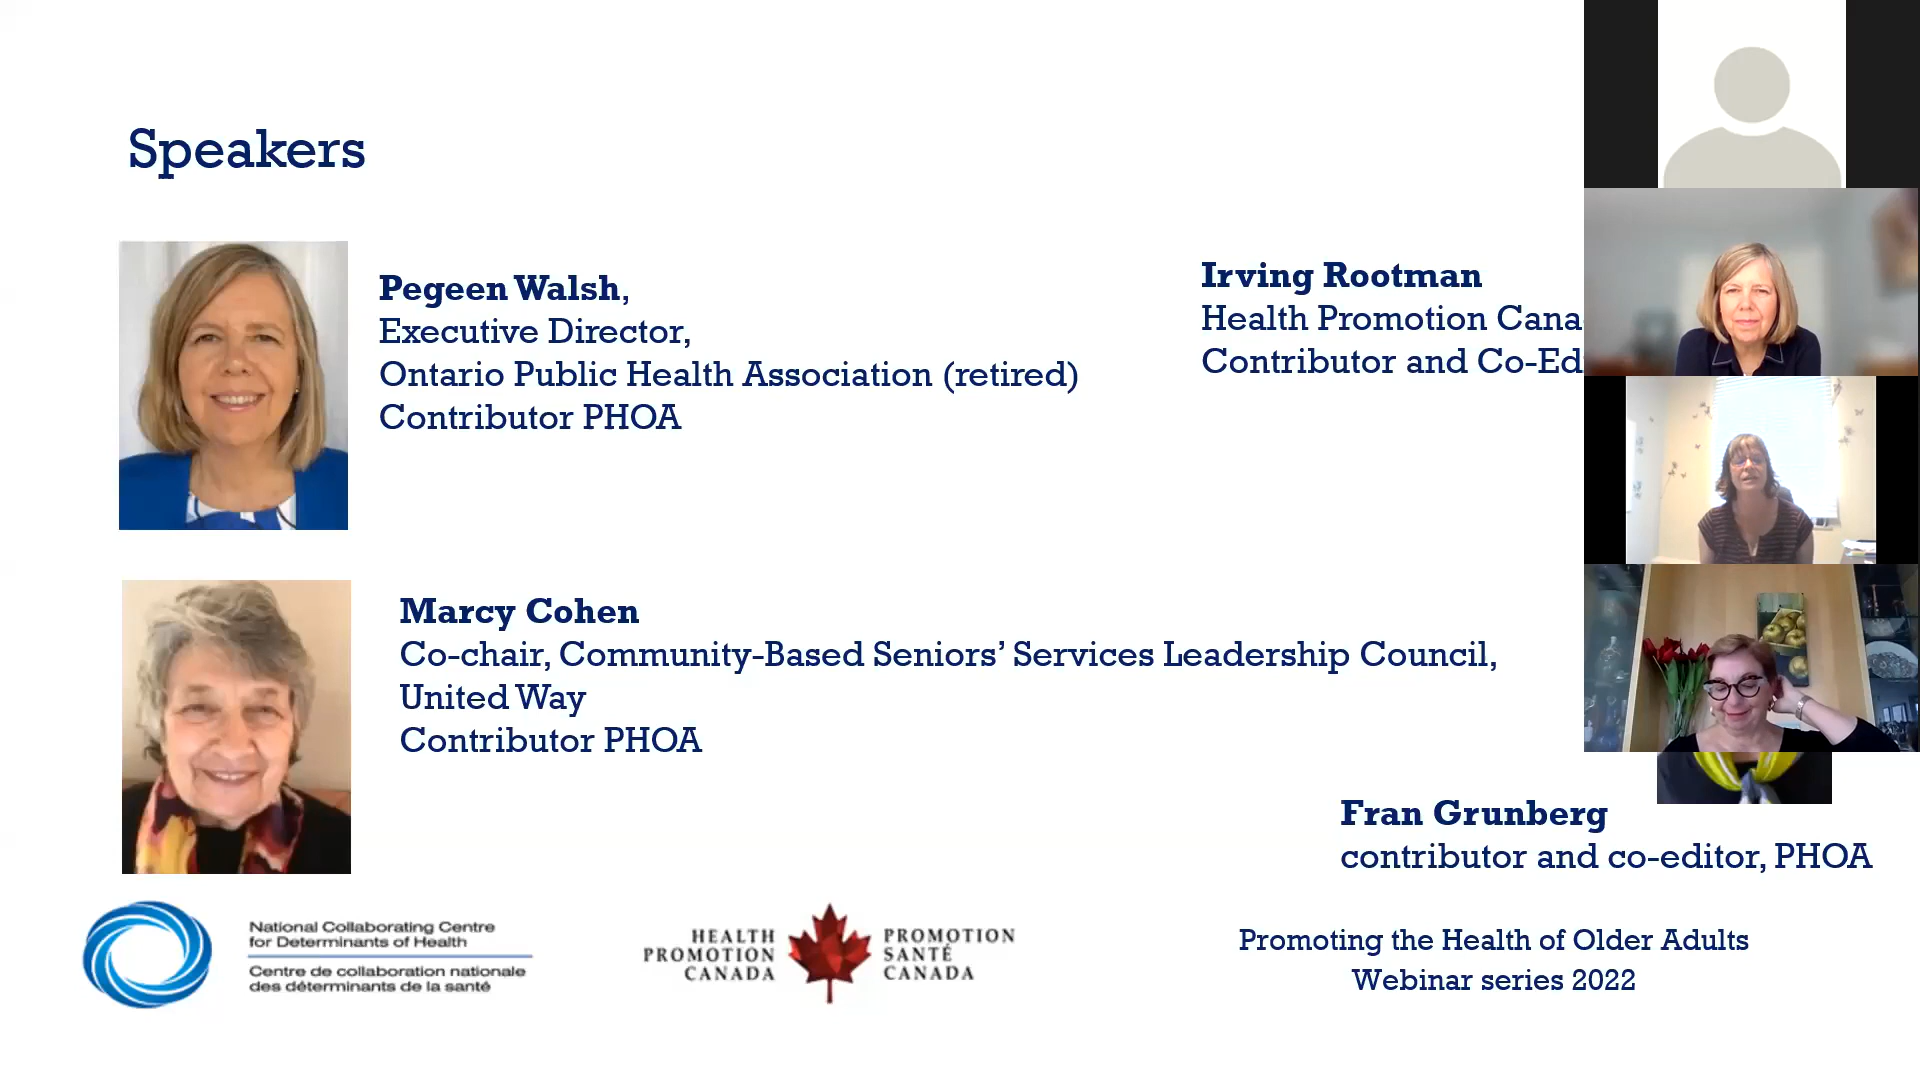 Speakers
Pegeen Walsh,
Executive Director,
Ontario Public Health Association (retired)
Contributor PHOA
Irving Rootman
Health Promotion Cana
Contributor and Co-Ed
Marcy Cohen
Co-chair, Community-Based Seniors’ Services Leadership Council,
United Way
Contributor PHOA
Fran Grunberg
contributor and co-editor, PHOA
National Collaborating Centre
for Determinants of Health
Centre de collaboration nationale
des déterminants de la santé
HEALTH
PROMOTION
CANADA
PROMOTION
SANTÉ
CANADA
Promoting the Health of Older Adults
Webinar series 2022